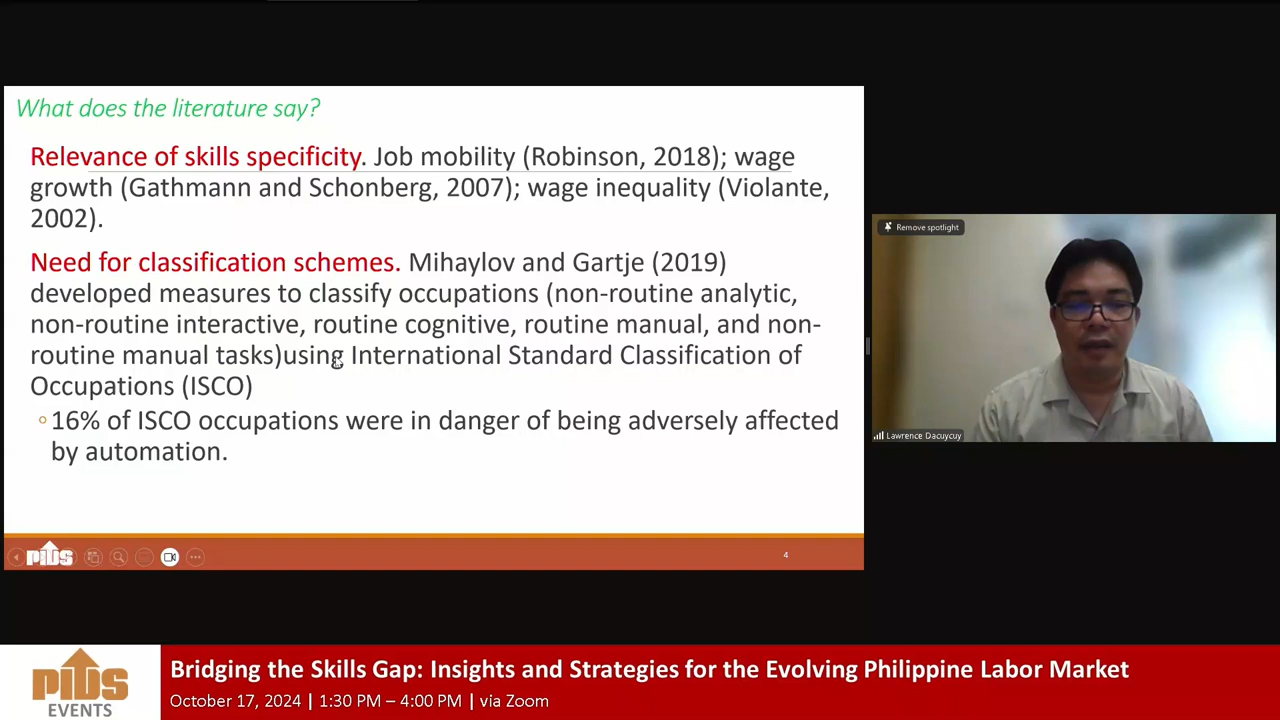 What does the literature say?
Relevance of skills specificity. Job mobility (Robinson, 2018); wage
growth (Gathmann and Schonberg, 2007); wage inequality (Violante,
2002).
Need for classification schemes. Mihaylov and Gartje (2019)
developed measures to classify occupations (non-routine analytic,
non-routine interactive, routine cognitive, routine manual, and non-
routine manual tasks)using International Standard Classification of
Occupations (ISCO)
16% of ISCO occupations were in danger of being adversely affected
by automation.
PIDS
4
Remove spotlight
Lawrence Dacuycuy
PIDS
EVENTS
Bridging the Skills Gap: Insights and Strategies for the Evolving Philippine Labor Market
October 17, 2024 | 1:30 PM – 4:00 PM | via Zoom